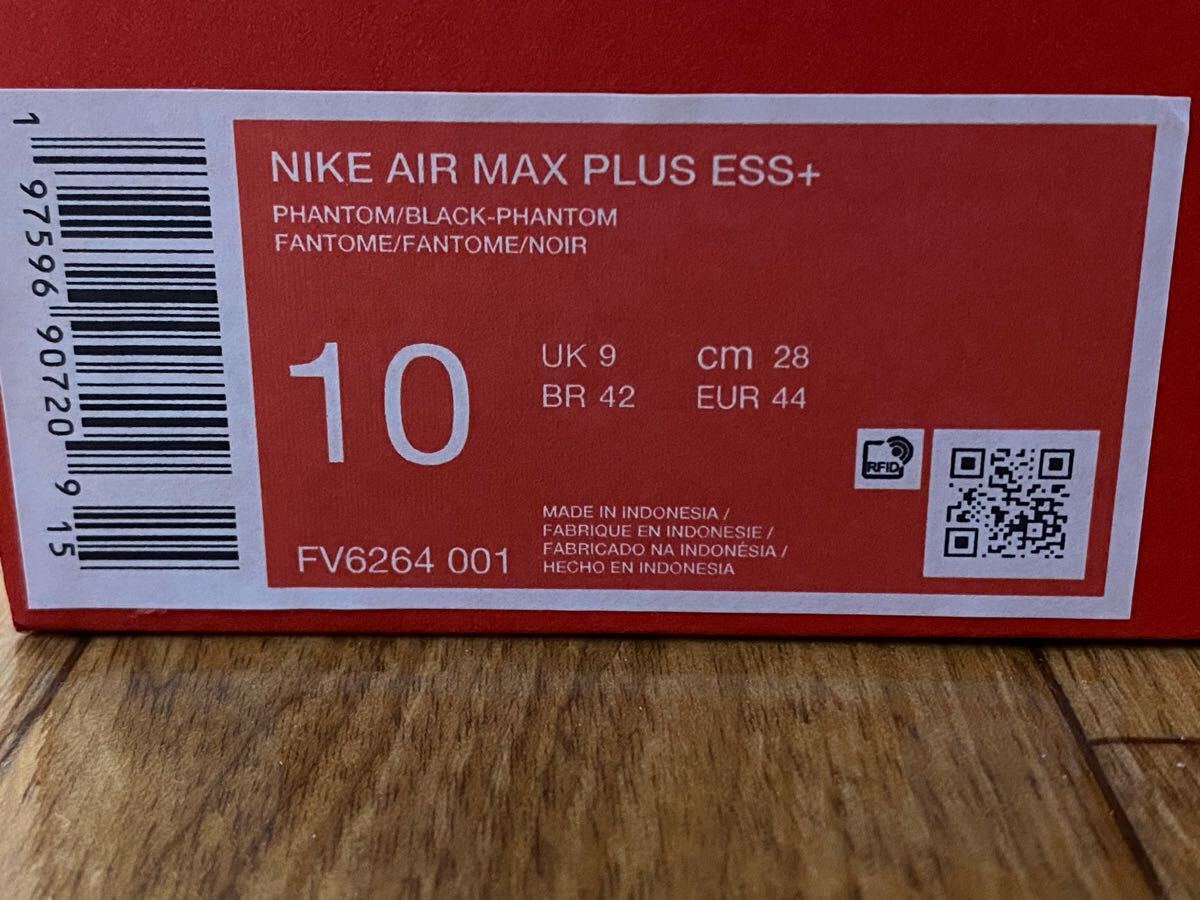 NIKE AIR MAX PLUS ESS+
PHANTOM/BLACK-PHANTOM
FANTOME/FANTOME/NOIR
10
UK 9 cm 28
BR 42 EUR 44
RFID
MADE IN INDONESIA /
FABRIQUE EN INDONESIE /
FABRICADO NA INDONÉSIA /
HECHO EN INDONESIA
FV6264 001
1 97596 90720 9 15